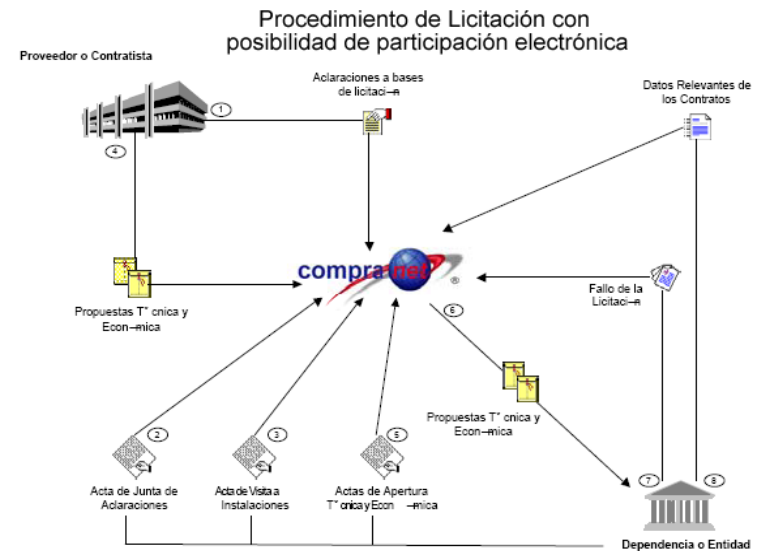 Procedimiento de Licitación con
posibilidad de participación electrónica
Proveedor o Contratista
Aclaraciones a bases
de licitaci—n
Datos Relevantes de
los Contratos
1
4
compranet
®
Propuestas T" cnica y
Econ—mica
Fallo de la
Licitaci—n
6
Propuestas T" cnica y
Econ—mica
2
3
5
7
8
Acta de Junta de
Aclaraciones
Acta de Visita a
Instalaciones
Actas de Apertura
T" cnica y Econ —mica
Dependencia o Entidad